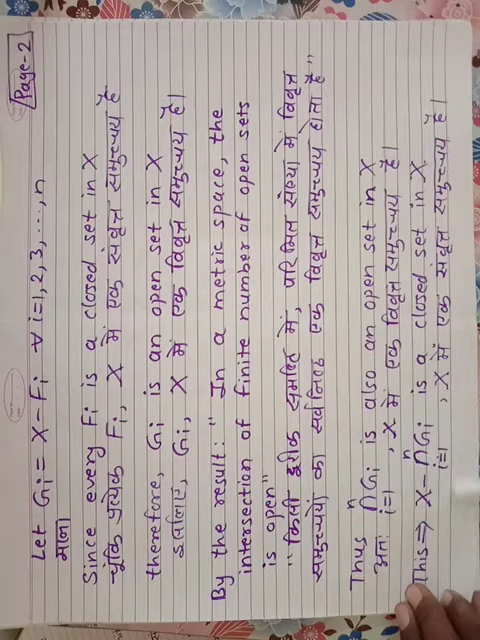 Page-2
Let Gi = X - Fi ∀ i=1,2,3,...,n
माना
Since every Fi is a closed set in X
चूंकि प्रत्येक Fi, X में एक संवृत्त समुच्चय है
therefore, Gi is an open set in X
इसलिए, Gi, X में एक विवृत्त समुच्चय है।
By the result: " In a metric space, the
intersection of finite number of open sets
is open"
" किसी दूरीक समष्टि में, परिमित संख्या में विवृत्त
समुच्चयों का सर्वनिष्ठ एक विवृत्त समुच्चय होता है "
Thus n∩i=1 Gi is also an open set in X
अतः , X में एक विवृत्त समुच्चय है।
This ⇒ X - n∩i=1 Gi is a closed set in X
, X में एक संवृत्त समुच्चय है।